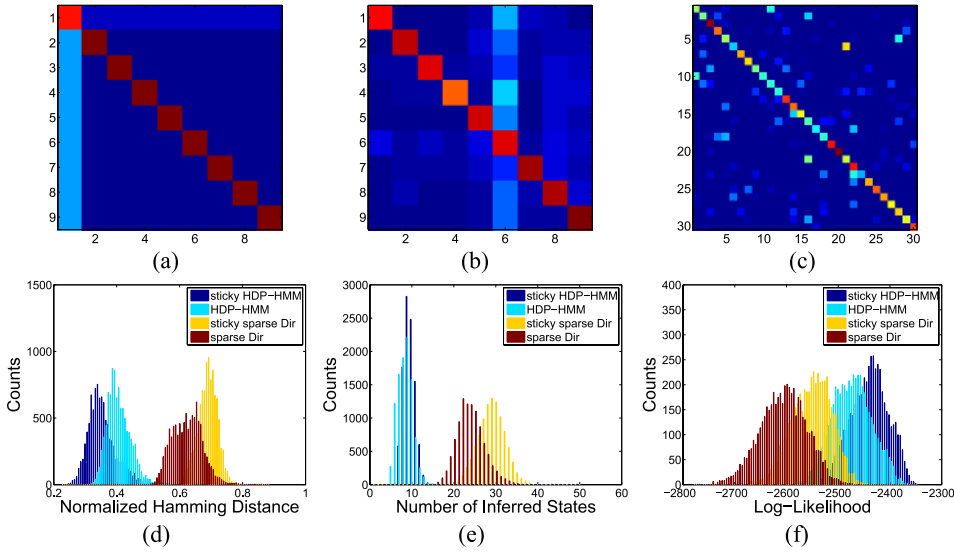 1
2
3
4
5
6
7
8
9
2 4 6 8
(a)
1
2
3
4
5
6
7
8
9
2 4 6 8
(b)
5
10
15
20
25
30
5 10 15 20 25 30
(c)
1500
1000
500
0
Counts
sticky HDP−HMM
HDP−HMM
sticky sparse Dir
sparse Dir
0.2 0.4 0.6 0.8 1
Normalized Hamming Distance
(d)
3000
2500
2000
1500
1000
500
0
Counts
sticky HDP−HMM
HDP−HMM
sticky sparse Dir
sparse Dir
0 10 20 30 40 50 60
Number of Inferred States
(e)
400
350
300
250
200
150
100
50
0
Counts
sticky HDP−HMM
HDP−HMM
sticky sparse Dir
sparse Dir
−2800 −2700 −2600 −2500 −2400 −2300
Log−Likelihood
(f)